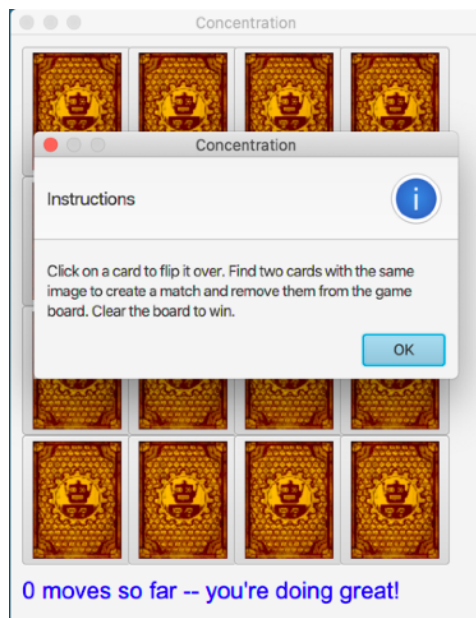 Concentration
Concentration
Instructions
Click on a card to flip it over. Find two cards with the same
image to create a match and remove them from the game
board. Clear the board to win.
OK
0 moves so far -- you're doing great!